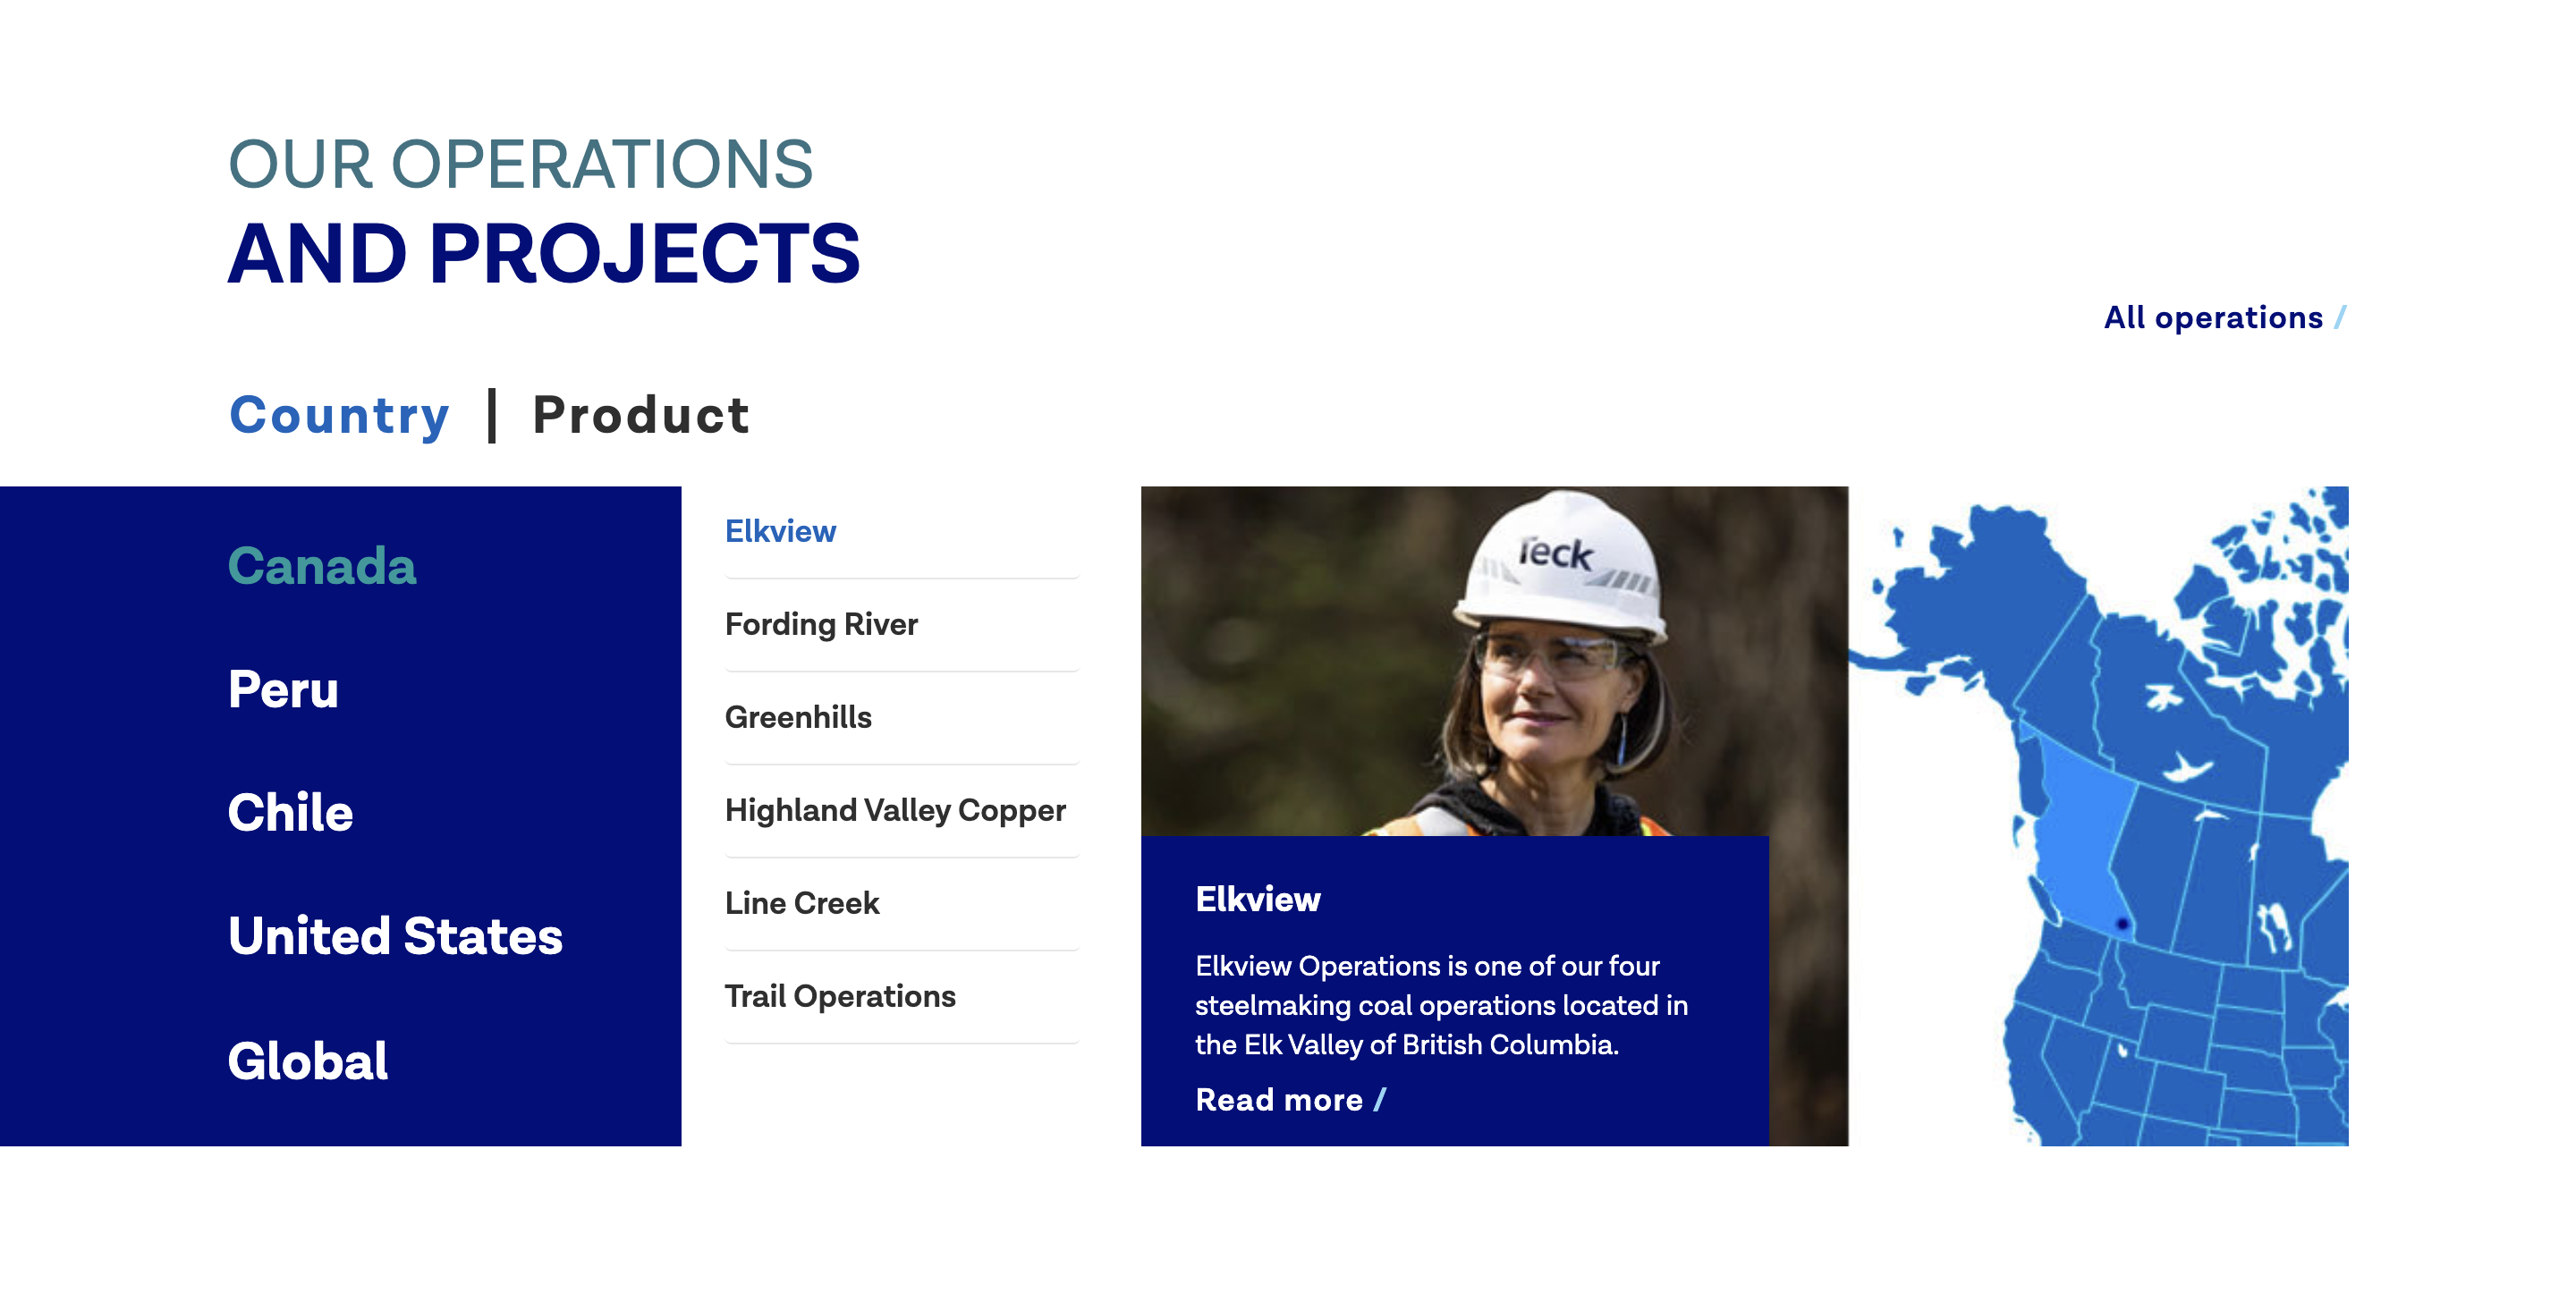 OUR OPERATIONS
AND PROJECTS
All operations /
Country | Product
Canada
Peru
Chile
United States
Global
Elkview
Fording River
Greenhills
Highland Valley Copper
Line Creek
Trail Operations
Teck
Elkview
Elkview Operations is one of our four
steelmaking coal operations located in
the Elk Valley of British Columbia.
Read more /